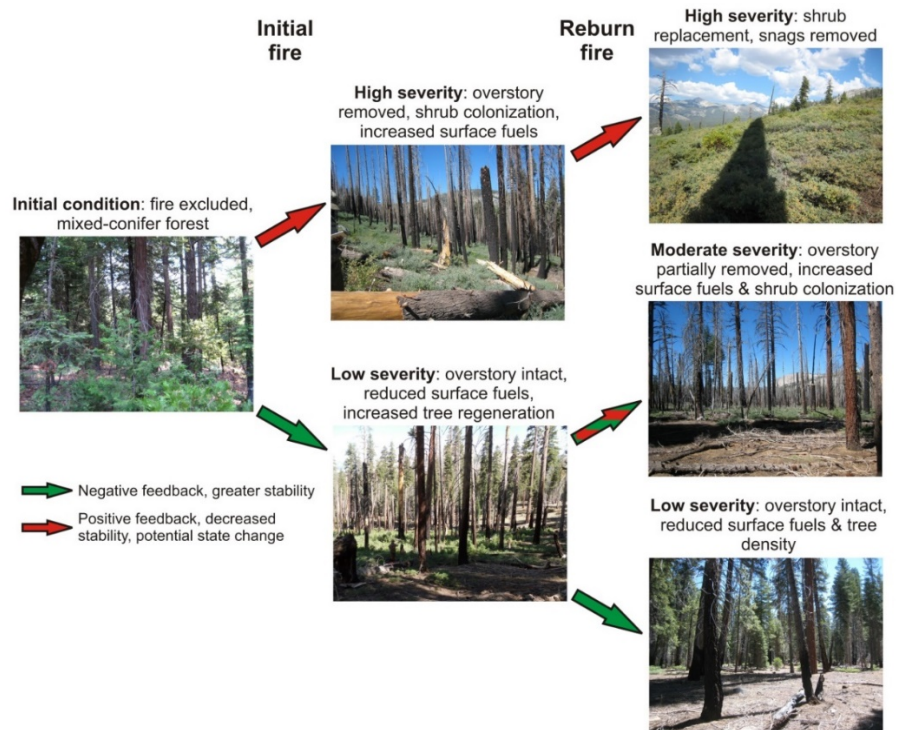 Initial
fire
Reburn
fire
High severity: shrub
replacement, snags removed
High severity: overstory
removed, shrub colonization,
increased surface fuels
Initial condition: fire excluded,
mixed-conifer forest
Moderate severity: overstory
partially removed, increased
surface fuels & shrub colonization
Low severity: overstory intact,
reduced surface fuels,
increased tree regeneration
Negative feedback, greater stability
Positive feedback, decreased
stability, potential state change
Low severity: overstory intact,
reduced surface fuels & tree
density